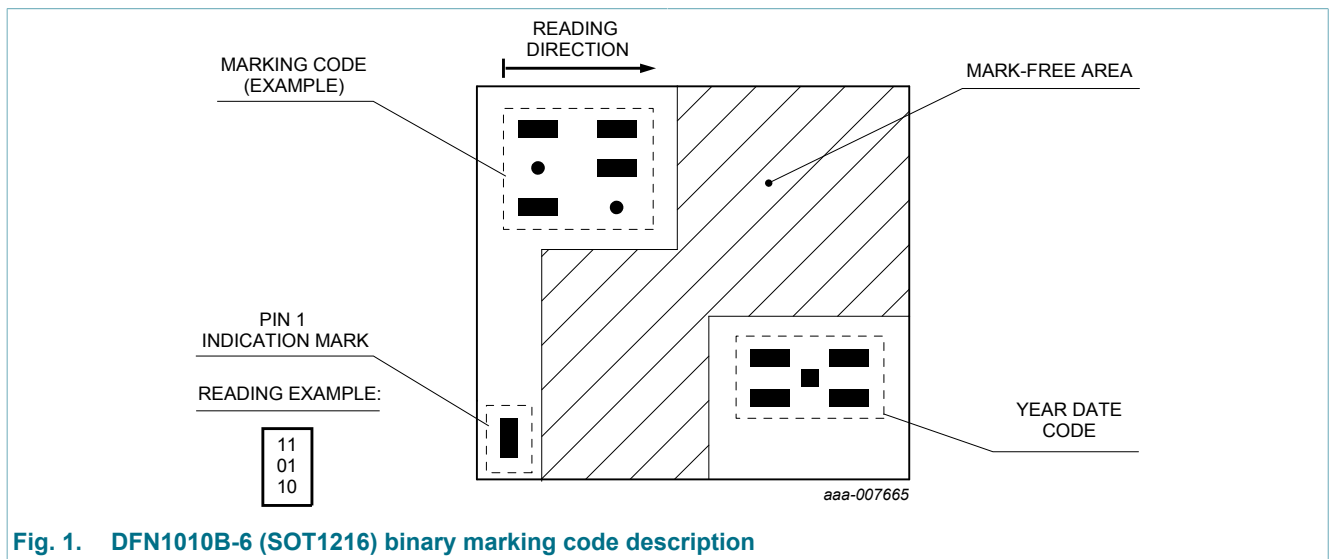 READING
DIRECTION
MARKING CODE
(EXAMPLE)
MARK-FREE AREA
PIN 1
INDICATION MARK
READING EXAMPLE:
11
01
10
YEAR DATE
CODE
aaa-007665
Fig. 1. DFN1010B-6 (SOT1216) binary marking code description